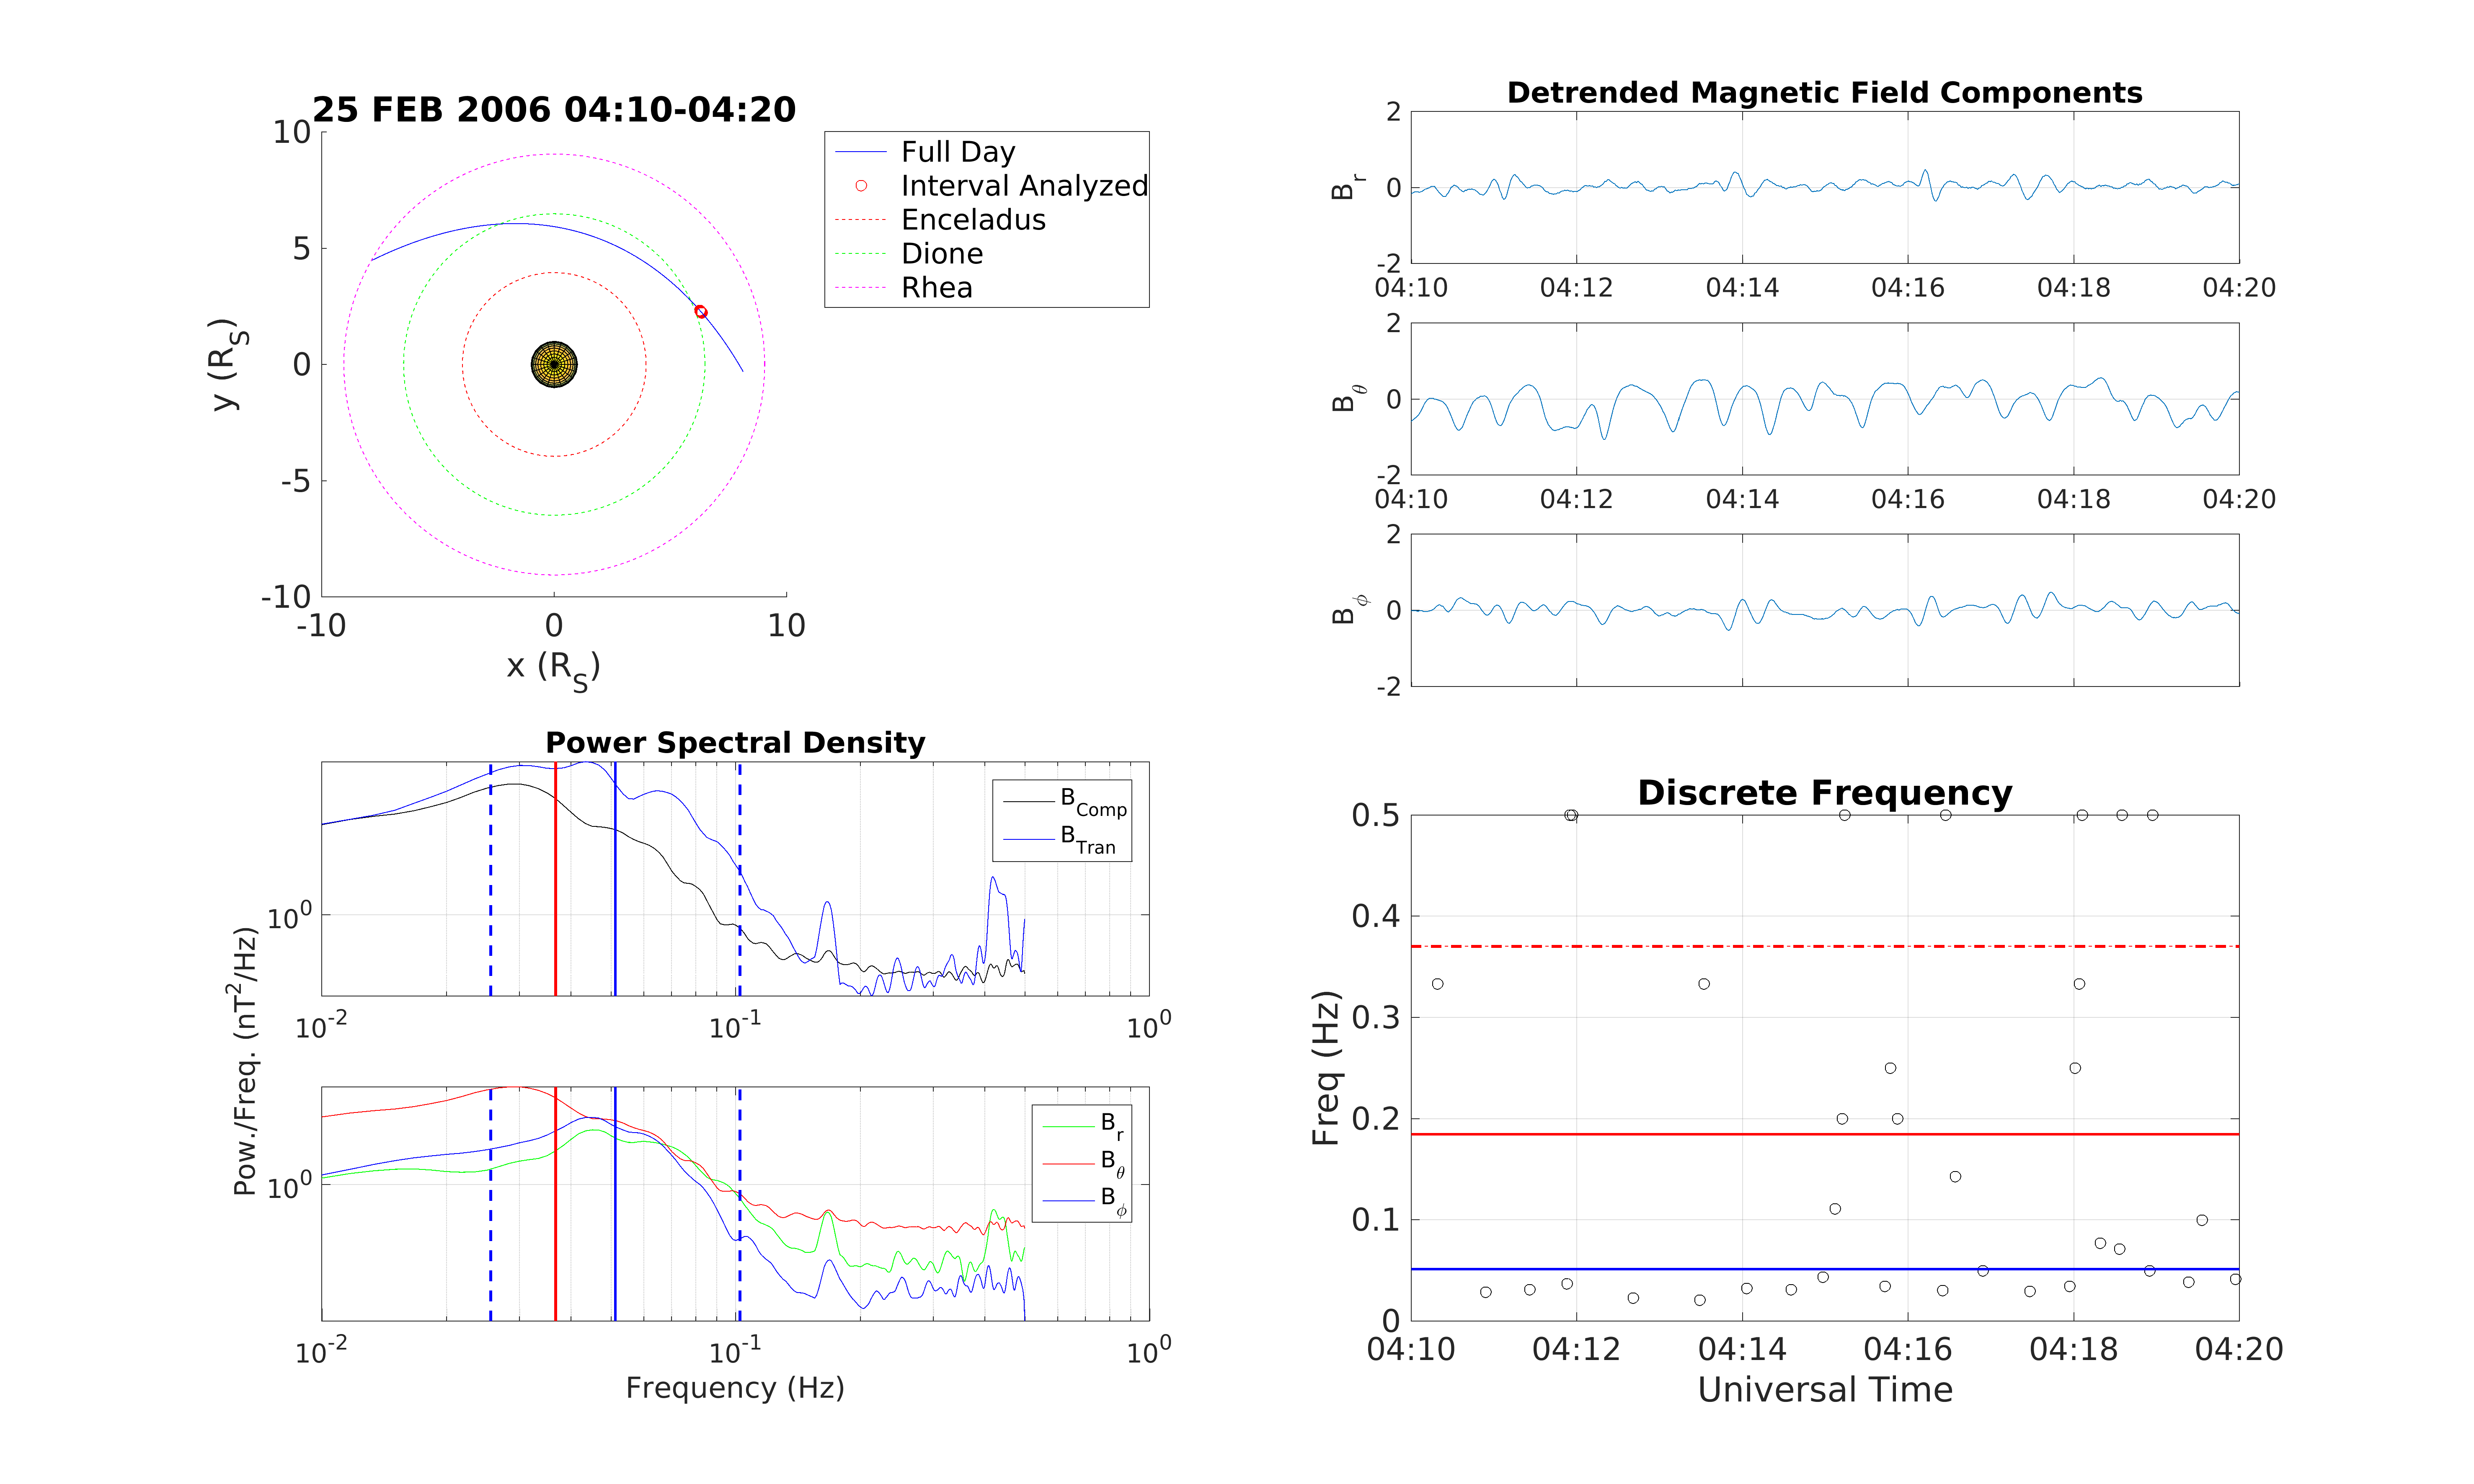 25 FEB 2006 04:10-04:20
10
5
0
-5
-10
y (R_S)
-10 0 10
x (R_S)
Full Day
Interval Analyzed
Enceladus
Dione
Rhea
Detrended Magnetic Field Components
2
0
-2
B_r
04:10 04:12 04:14 04:16 04:18 04:20
2
0
-2
B_θ
04:10 04:12 04:14 04:16 04:18 04:20
2
0
-2
B_ϕ
Power Spectral Density
10^0
B_Comp
B_Tran
10^-2 10^-1 10^0
Pow./Freq. (nT^2/Hz)
10^0
B_r
B_θ
B_ϕ
10^-2 10^-1 10^0
Frequency (Hz)
Discrete Frequency
0.5
0.4
0.3
0.2
0.1
0
Freq (Hz)
04:10 04:12 04:14 04:16 04:18 04:20
Universal Time